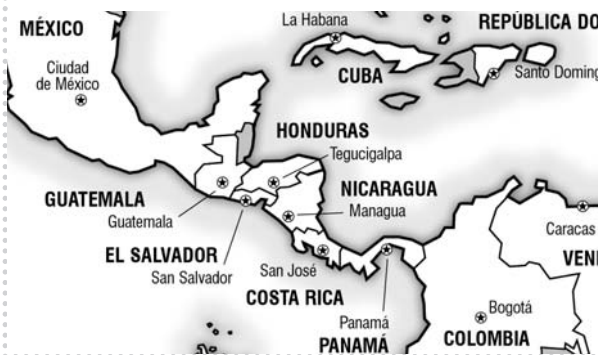 MÉXICO
Ciudad
de México
La Habana
CUBA
REPÚBLICA DO
Santo Doming
HONDURAS
Tegucigalpa
GUATEMALA
Guatemala
NICARAGUA
Managua
EL SALVADOR
San Salvador
San José
COSTA RICA
Panamá
PANAMÁ
Caracas
VEN
Bogotá
COLOMBIA